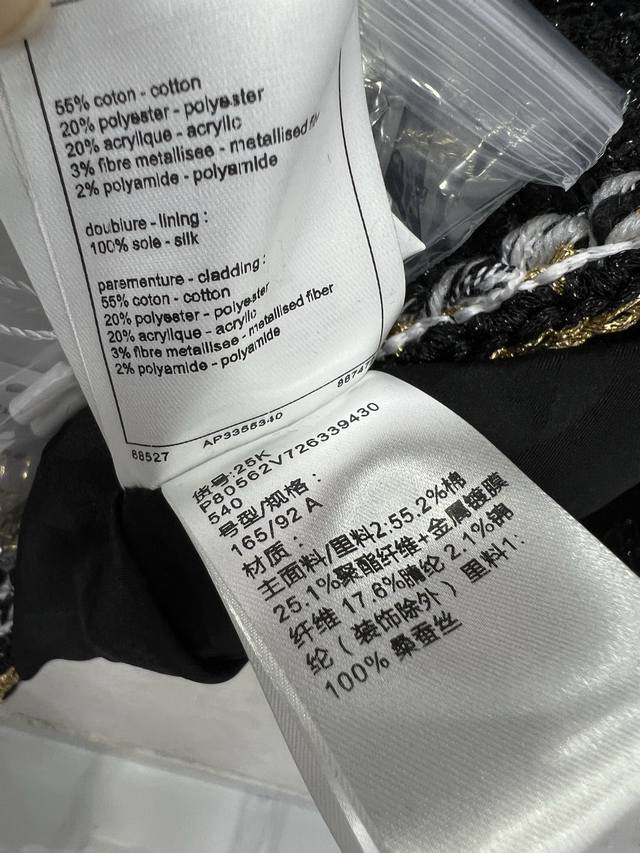 55% coton - cotton
20% polyester - polyester
20% acrylique - acrylic
3% fibre metallisee - metallised
2% polyamide - polyamide
doublure - lining :
100% soie - silk
parementure - cladding :
55% coton - cotton
20% polyester - polyester
20% acrylique - acrylic
3% fibre metallisee - metallised fiber
2% polyamide - polyamide
88527
货号:25K
P80562V726339430
540
号型/规格:
165/92 A
材质:
主面料/里料2:55.2%棉
25.1%聚酯纤维+金属镀膜
纤维 17.6%腈纶 2.1%锦
纶(装饰除外)里料1:
100% 桑蚕丝